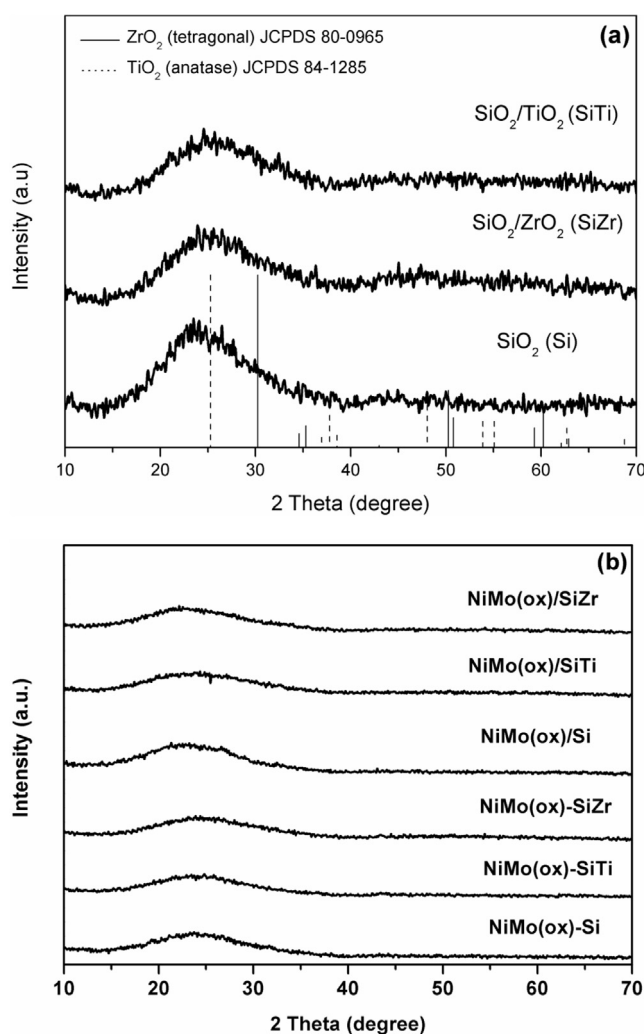 (a)
ZrO₂ (tetragonal) JCPDS 80-0965
TiO₂ (anatase) JCPDS 84-1285
SiO₂/TiO₂ (SiTi)
SiO₂/ZrO₂ (SiZr)
SiO₂ (Si)
Intensity (a.u)
10 20 30 40 50 60 70
2 Theta (degree)
(b)
NiMo(ox)/SiZr
NiMo(ox)/SiTi
NiMo(ox)/Si
NiMo(ox)-SiZr
NiMo(ox)-SiTi
NiMo(ox)-Si
Intensity (a.u.)
10 20 30 40 50 60 70
2 Theta (degree)